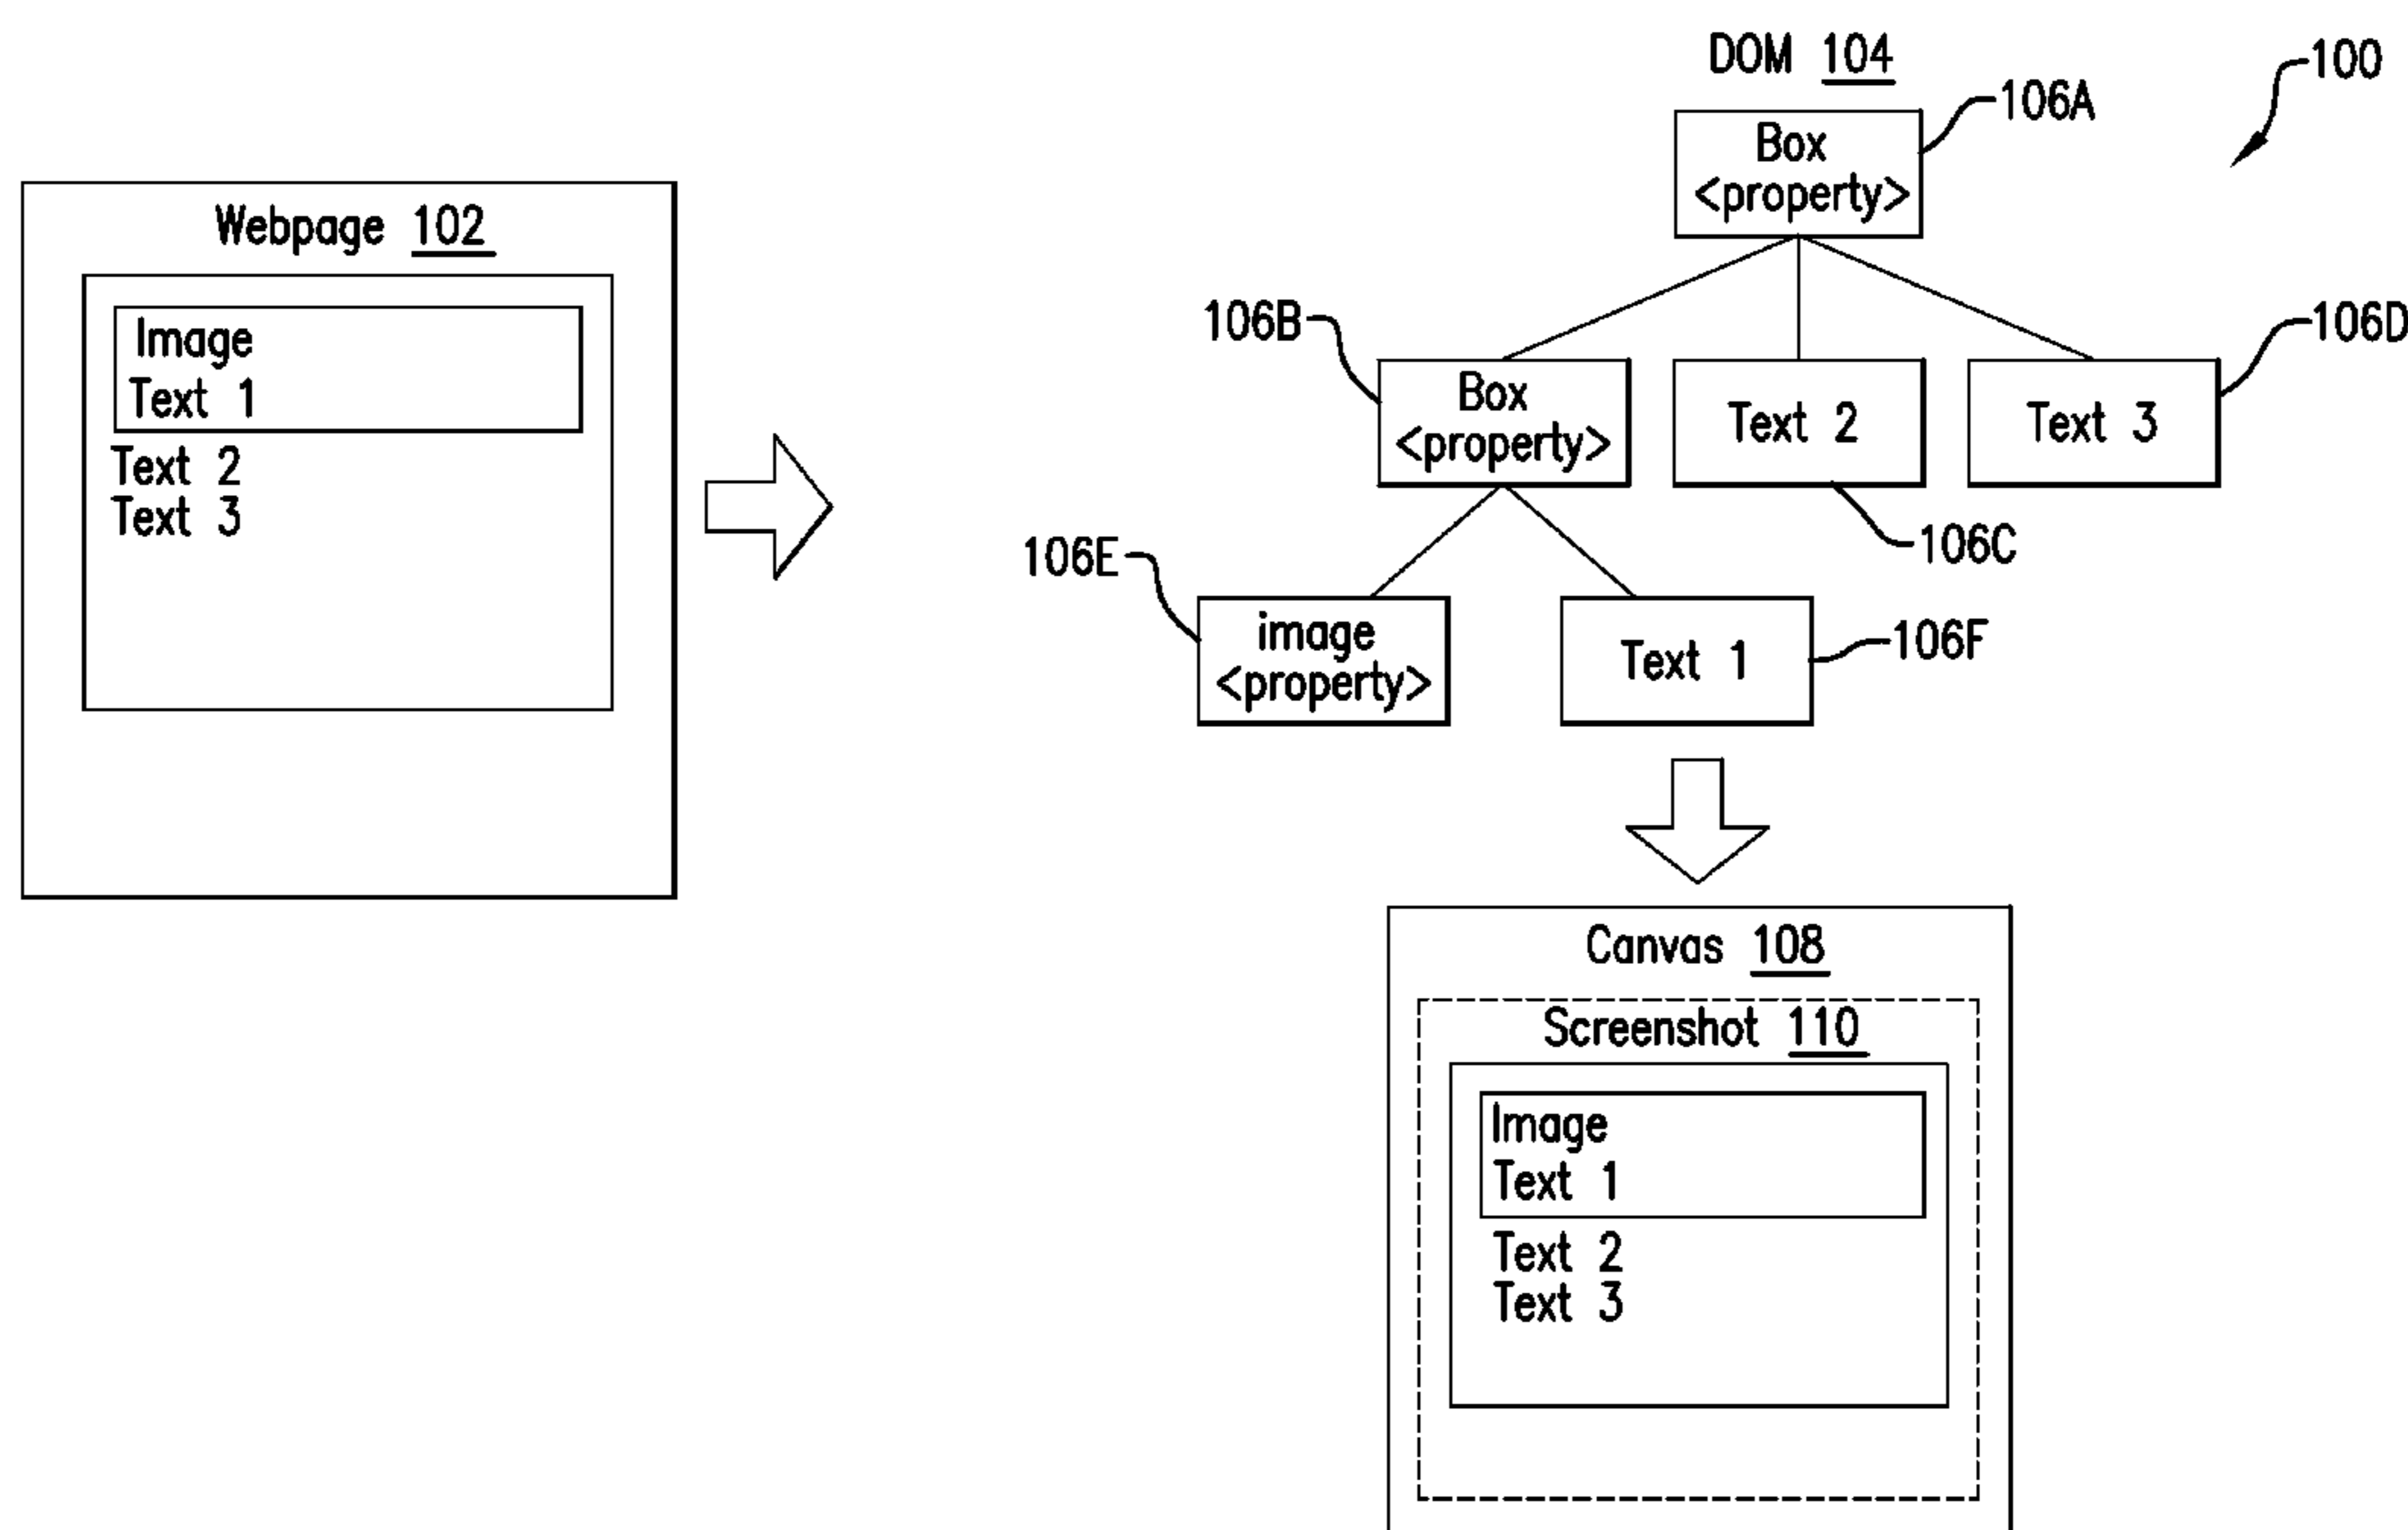 Webpage 102
Image
Text 1
Text 2
Text 3
DOM 104
100
106A
Box
<property>
106B
Box
<property>
Text 2
106C
Text 3
106D
106E
image
<property>
Text 1
106F
Canvas 108
Screenshot 110
Image
Text 1
Text 2
Text 3